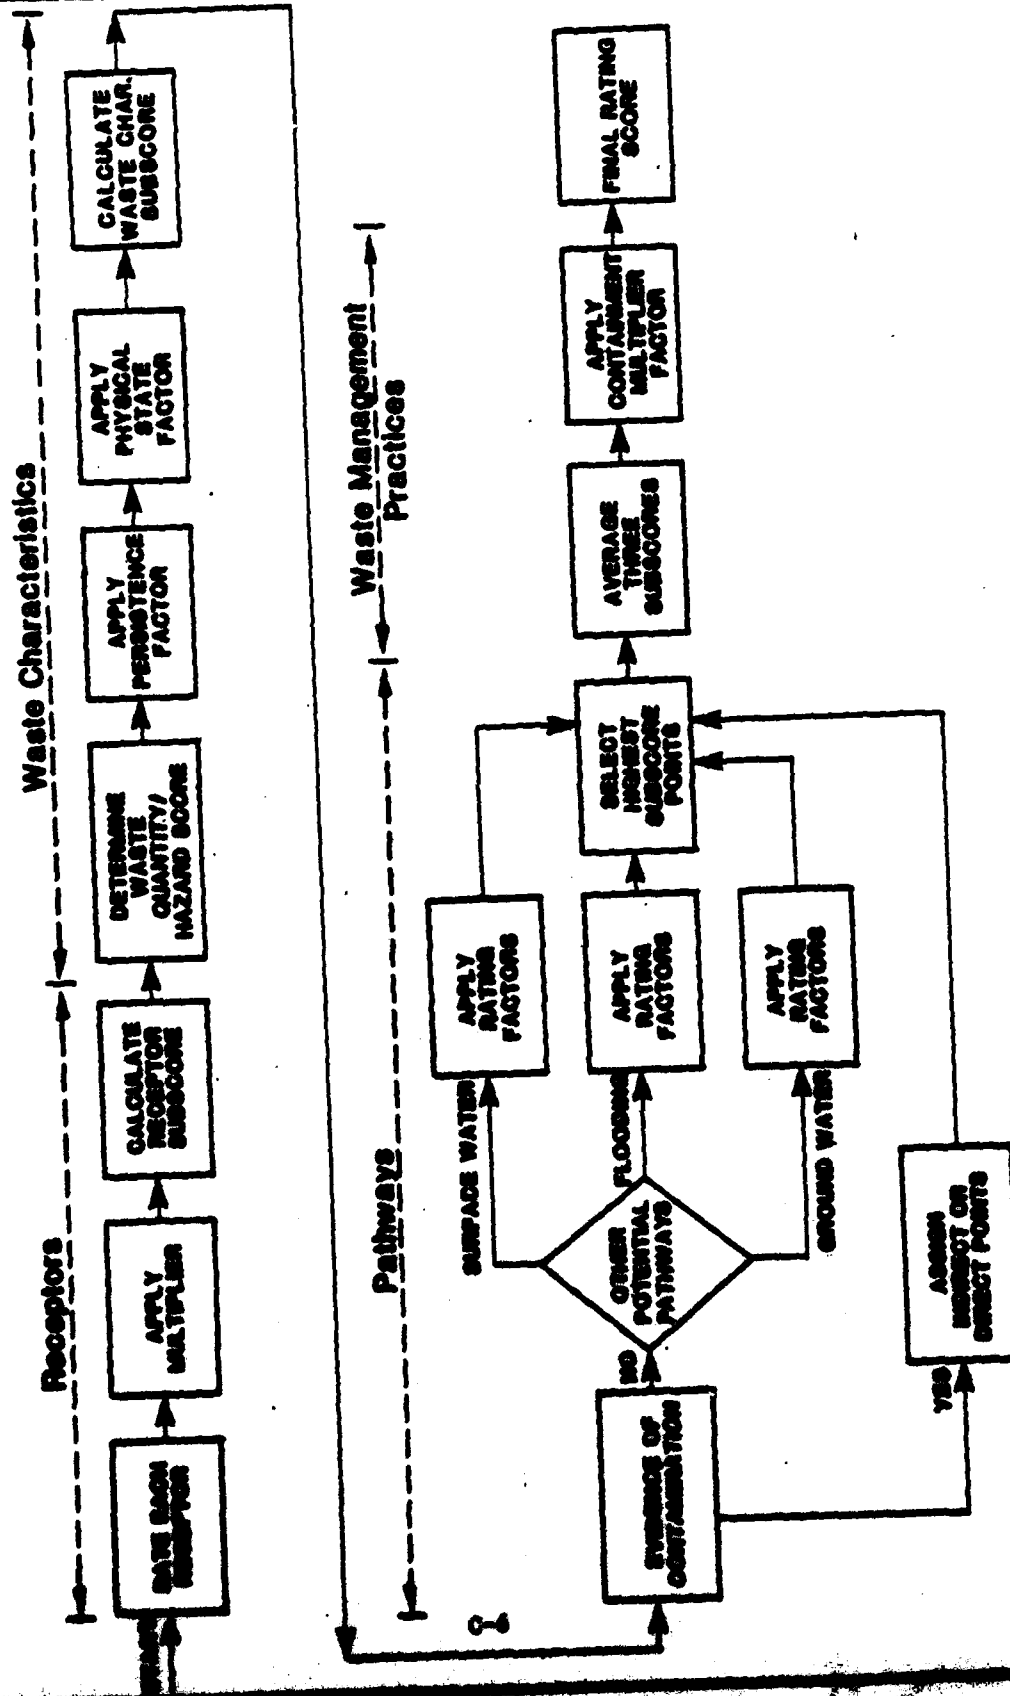 Receptors
Waste Characteristics
RATE EACH
RECEPTOR
APPLY
MULTIPLIER
CALCULATE
RECEPTOR
SUBSCORE
DETERMINE
WASTE
QUANTITY/
HAZARD SCORE
APPLY
PERSISTENCE
FACTOR
APPLY
PHYSICAL
STATE
FACTOR
CALCULATE
WASTE CHAR.
SUBSCORE
Pathways
Waste Management
Practices
EVIDENCE OF
CONTAMINATION
NO
YES
OTHER
POTENTIAL
PATHWAYS
SURFACE WATER
FLOODING
GROUND WATER
ASSIGN
INDIRECT OR
DIRECT POINTS
APPLY
RATING
FACTORS
APPLY
RATING
FACTORS
APPLY
RATING
FACTORS
SELECT
HIGHEST
SUBSCORE
POINTS
AVERAGE
THREE
SUBSCORES
APPLY
CONTAINMENT
MULTIPLIER
FACTOR
FINAL RATING
SCORE
C-6